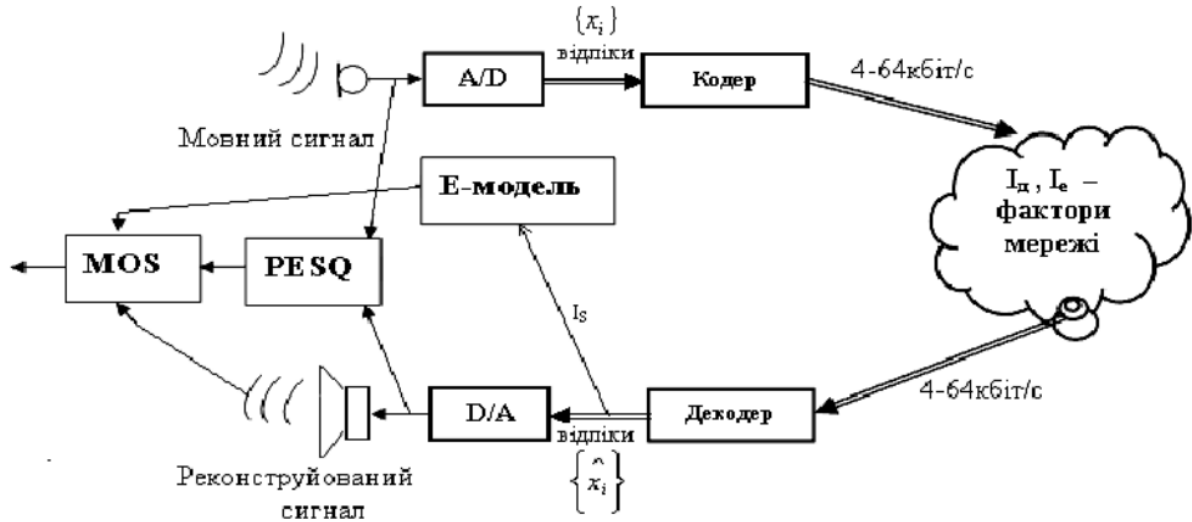 {x_i}
відліки
A/D
Кодер
4-64кбіт/с
Мовний сигнал
Е-модель
I_д , I_e –
фактори
мережі
MOS
PESQ
I_S
4-64кбіт/с
D/A
Декодер
відліки
{x̂_i}
Реконструйований
сигнал